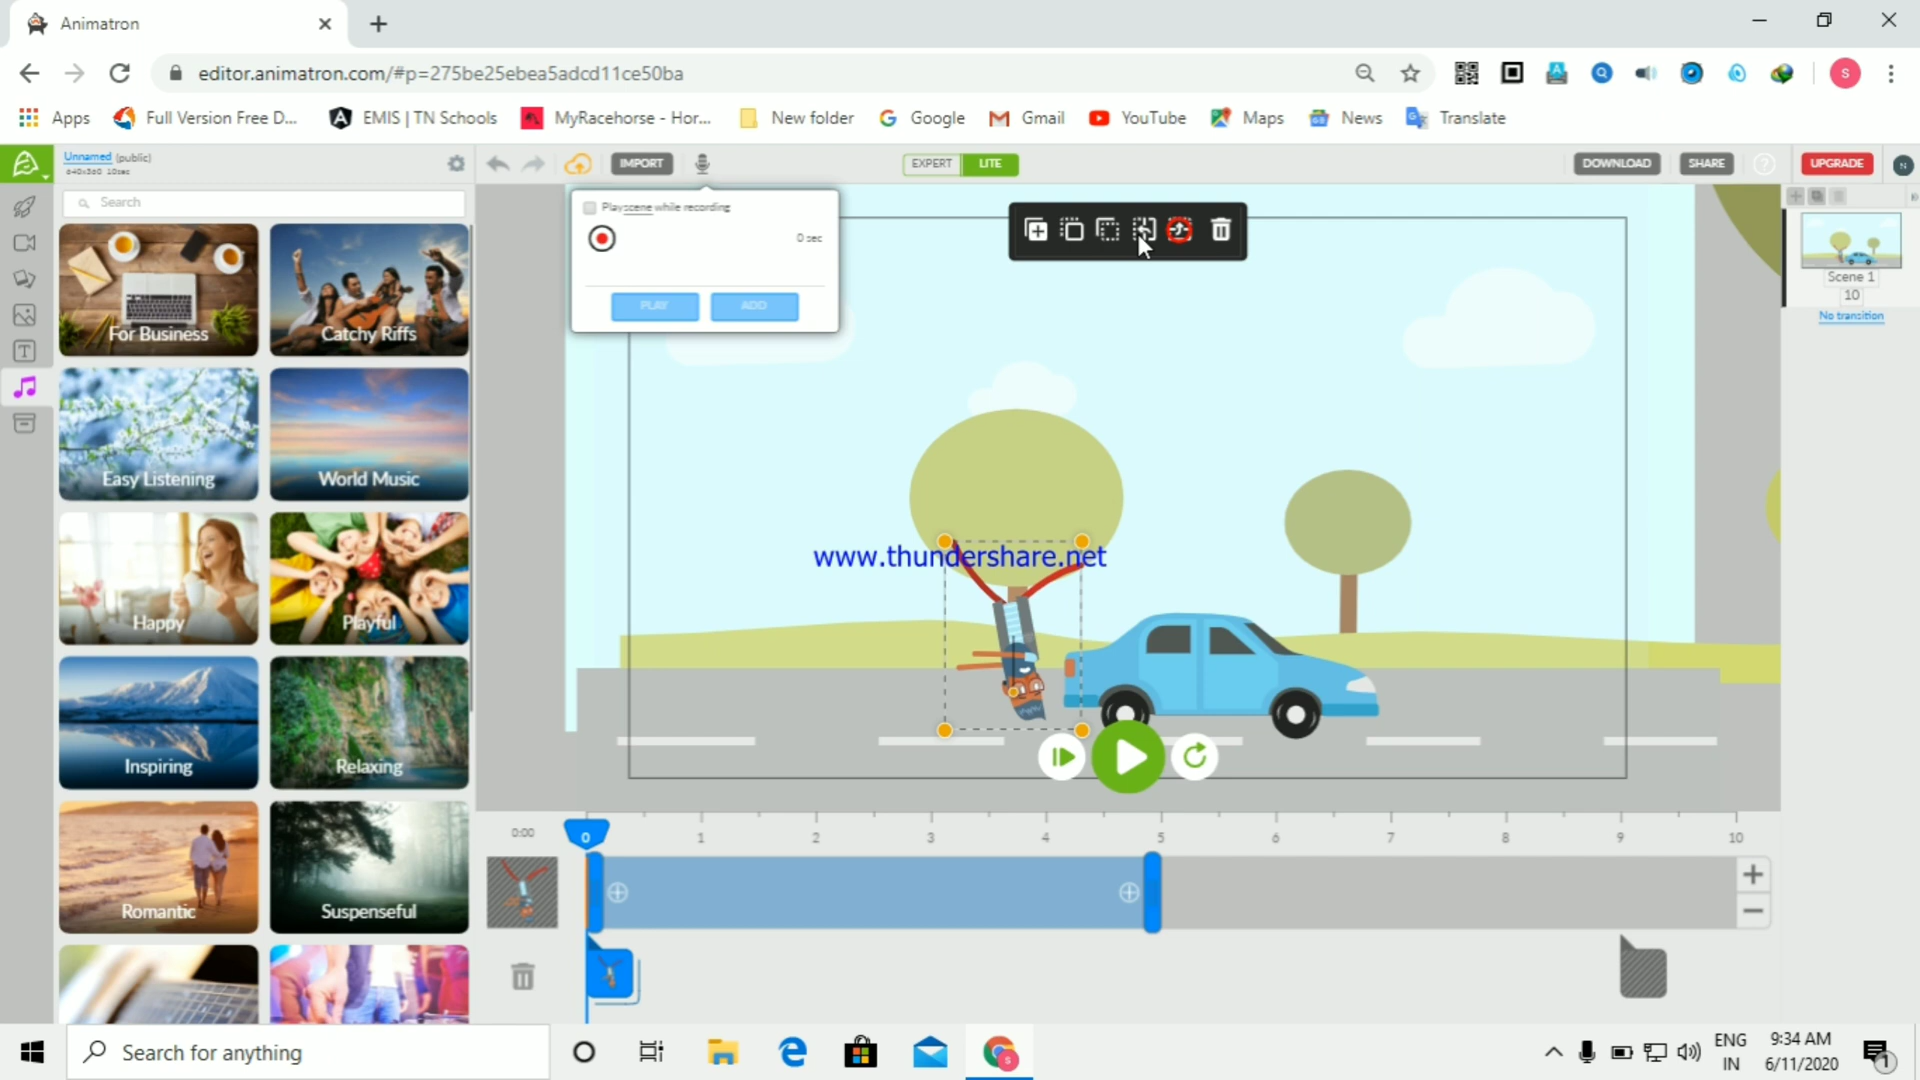 Animatron
editor.animatron.com/#p=275be25ebea5adcd11ce50ba
S
Apps
Full Version Free D...
EMIS | TN Schools
MyRacehorse - Hor...
New folder
Google
Gmail
YouTube
Maps
News
Translate
Unnamed (public)
640x360 10sec
IMPORT
EXPERT
LITE
DOWNLOAD
SHARE
?
UPGRADE
Search
Play scene while recording
0 sec
PLAY
ADD
For Business
Catchy Riffs
Easy Listening
World Music
Happy
Playful
Inspiring
Relaxing
Romantic
Suspenseful
www.thundershare.net
Scene 1
10
No transition
0:00
0 1 2 3 4 5 6 7 8 9 10
Search for anything
ENG
IN
9:34 AM
6/11/2020
1